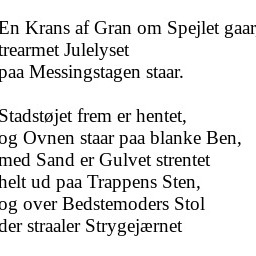 En Krans af Gran om Spejlet gaar
trearmet Julelyset
paa Messingstagen staar.

Stadstøjet frem er hentet,
og Ovnen staar paa blanke Ben,
med Sand er Gulvet strentet
helt ud paa Trappens Sten,
og over Bedstemoders Stol
der straaler Strygejærnet